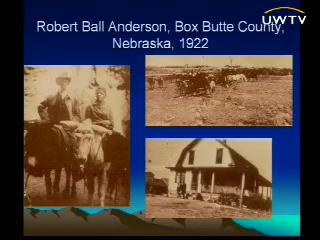 UWTV
Robert Ball Anderson, Box Butte County,
Nebraska, 1922